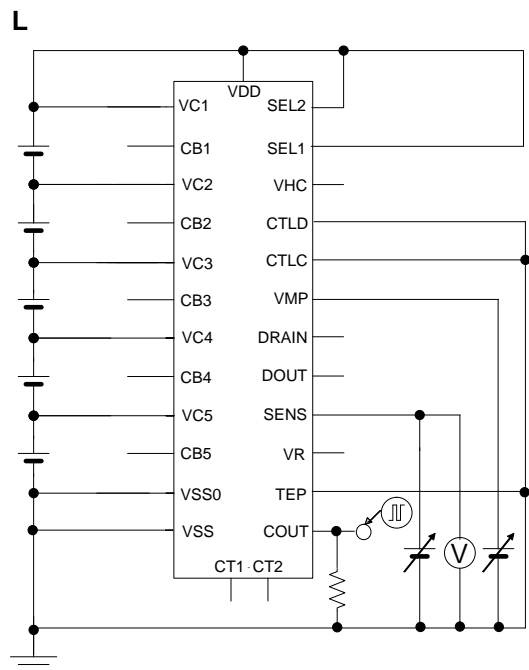 L
VDD
VC1 SEL2
CB1 SEL1
VC2 VHC
CB2 CTLD
VC3 CTLC
CB3 VMP
VC4 DRAIN
CB4 DOUT
VC5 SENS
CB5 VR
VSS0 TEP
VSS COUT
CT1 CT2
V